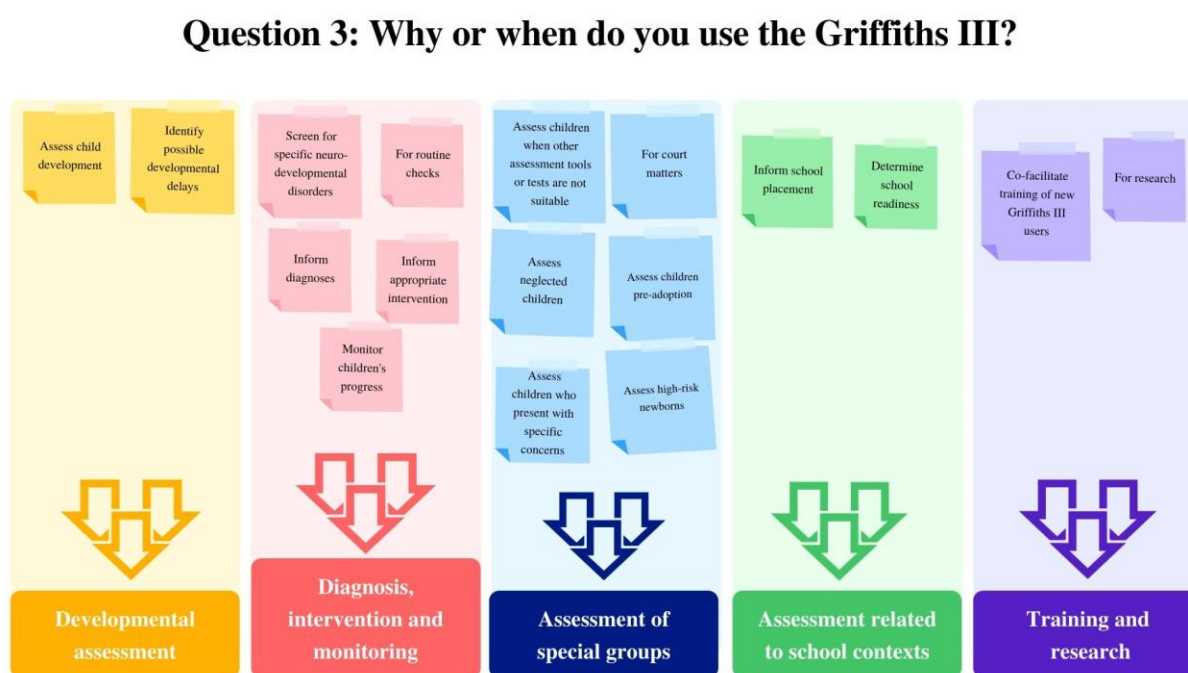 Question 3: Why or when do you use the Griffiths III?
Assess child
development
Identify
possible
developmental
delays
Developmental
assessment
Screen for
specific neuro-
developmental
disorders
For routine
checks
Inform
diagnoses
Inform
appropriate
intervention
Monitor
children's
progress
Diagnosis,
intervention and
monitoring
Assess children
when other
assessment tools
or tests are not
suitable
For court
matters
Assess
neglected
children
Assess children
pre-adoption
Assess
children who
present with
specific
concerns
Assess high-risk
newborns
Assessment of
special groups
Inform school
placement
Determine
school
readiness
Assessment related
to school contexts
Co-facilitate
training of new
Griffiths III
users
For research
Training and
research